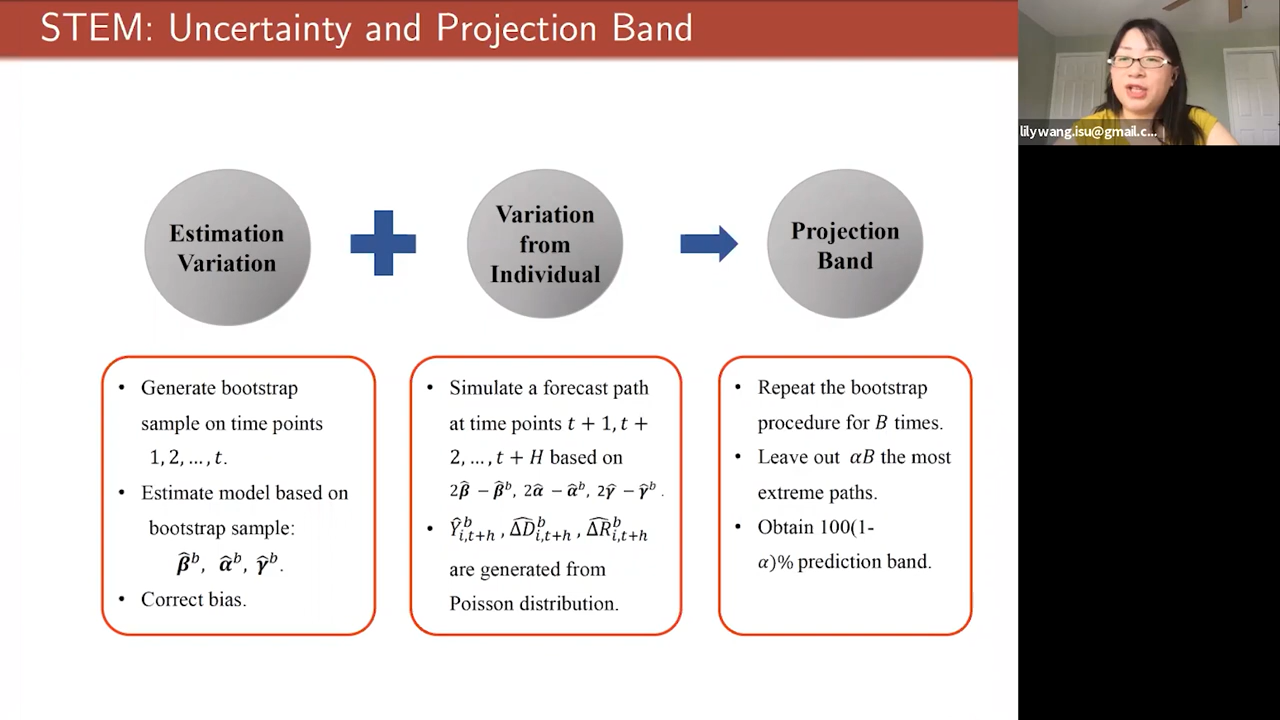 STEM: Uncertainty and Projection Band
lilywang.isu@gmail.c...
Estimation
Variation
Variation
from
Individual
Projection
Band
• Generate bootstrap
sample on time points
1, 2, …, t.
• Estimate model based on
bootstrap sample:
β̂ᵇ, α̂ᵇ, γ̂ᵇ.
• Correct bias.
• Simulate a forecast path
at time points t + 1, t +
2, …, t + H based on
2β̂ − β̂ᵇ, 2α̂ − α̂ᵇ, 2γ̂ − γ̂ᵇ.
• Ŷᵇᵢ,ₜ₊ₕ , ΔD̂ᵇᵢ,ₜ₊ₕ , ΔR̂ᵇᵢ,ₜ₊ₕ
are generated from
Poisson distribution.
• Repeat the bootstrap
procedure for B times.
• Leave out αB the most
extreme paths.
• Obtain 100(1-
α)% prediction band.